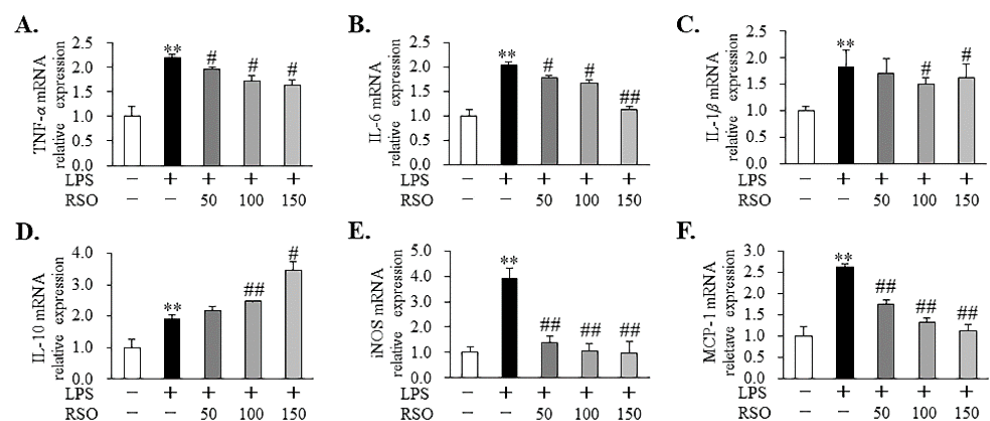 A. B. C.
TNF-α mRNA
relative expression
2.5
2.0
1.5
1.0
0.5
0.0
** # # #
LPS − + + + +
RSO − − 50 100 150
IL-6 mRNA
relative expression
2.5
2.0
1.5
1.0
0.5
0.0
** # # ##
LPS − + + + +
RSO − − 50 100 150
IL-1β mRNA
relative expression
2.5
2.0
1.5
1.0
0.5
0.0
** # #
LPS − + + + +
RSO − − 50 100 150
D. E. F.
IL-10 mRNA
relative expression
4.0
3.0
2.0
1.0
0.0
** ## #
LPS − + + + +
RSO − − 50 100 150
iNOS mRNA
relative expression
5.0
4.0
3.0
2.0
1.0
0.0
** ## ## ##
LPS − + + + +
RSO − − 50 100 150
MCP-1 mRNA
reletave expression
3.0
2.5
2.0
1.5
1.0
0.5
0.0
** ## ## ##
LPS − + + + +
RSO − − 50 100 150